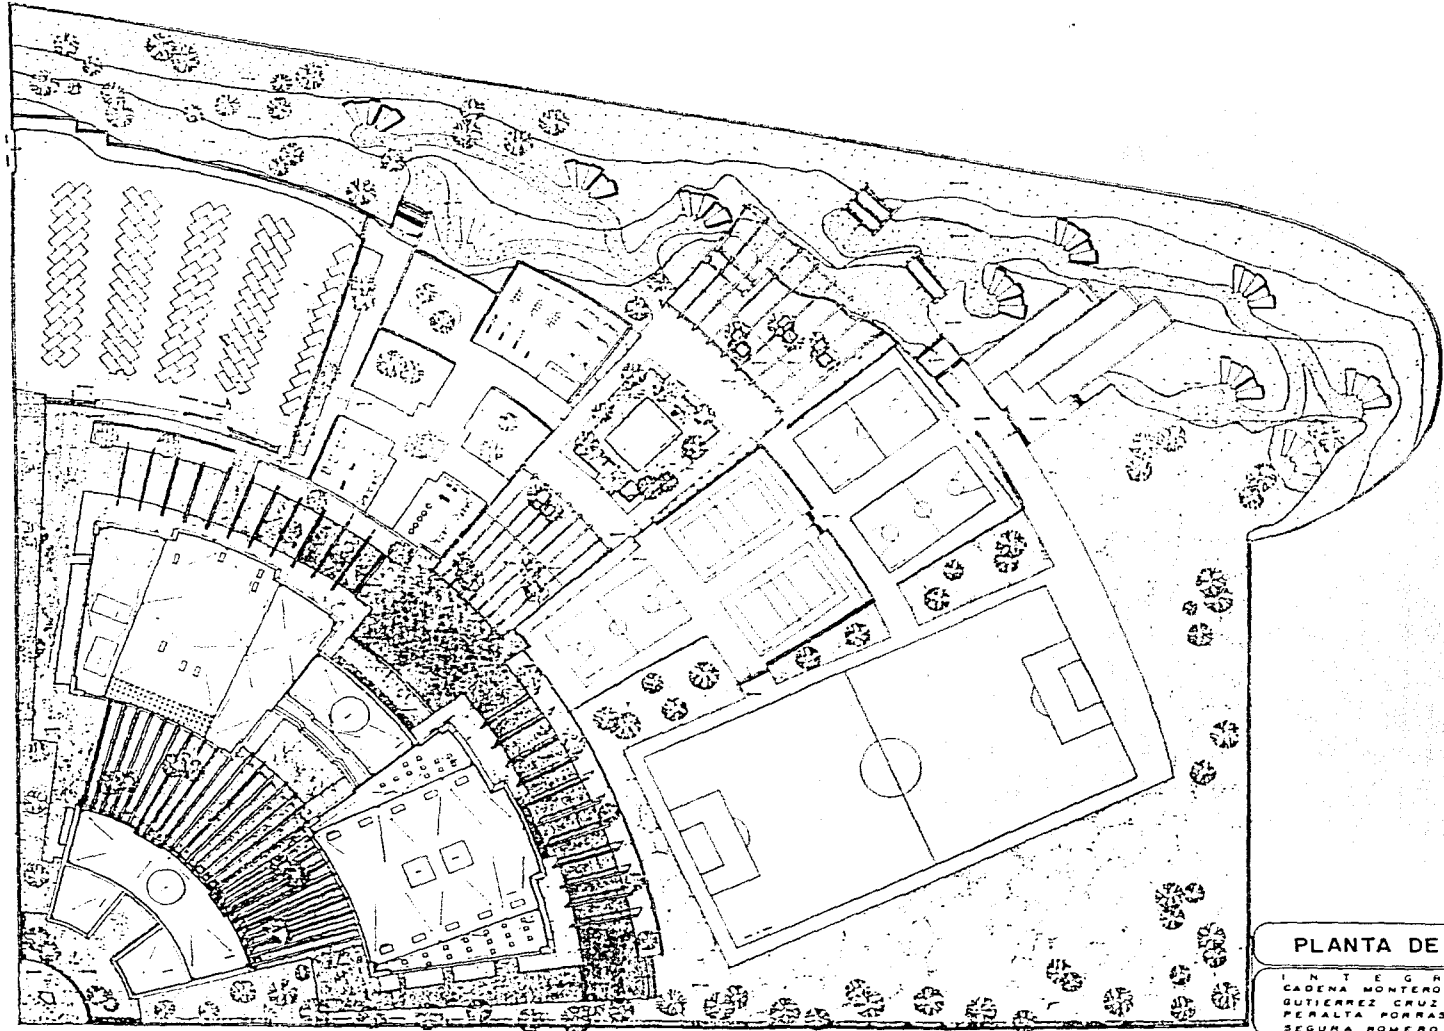 PLANTA DE
I N T E G R
CADENA MONTERO
GUTIERREZ CRUZ
PERALTA PORRAS
SEGURA ROMERO